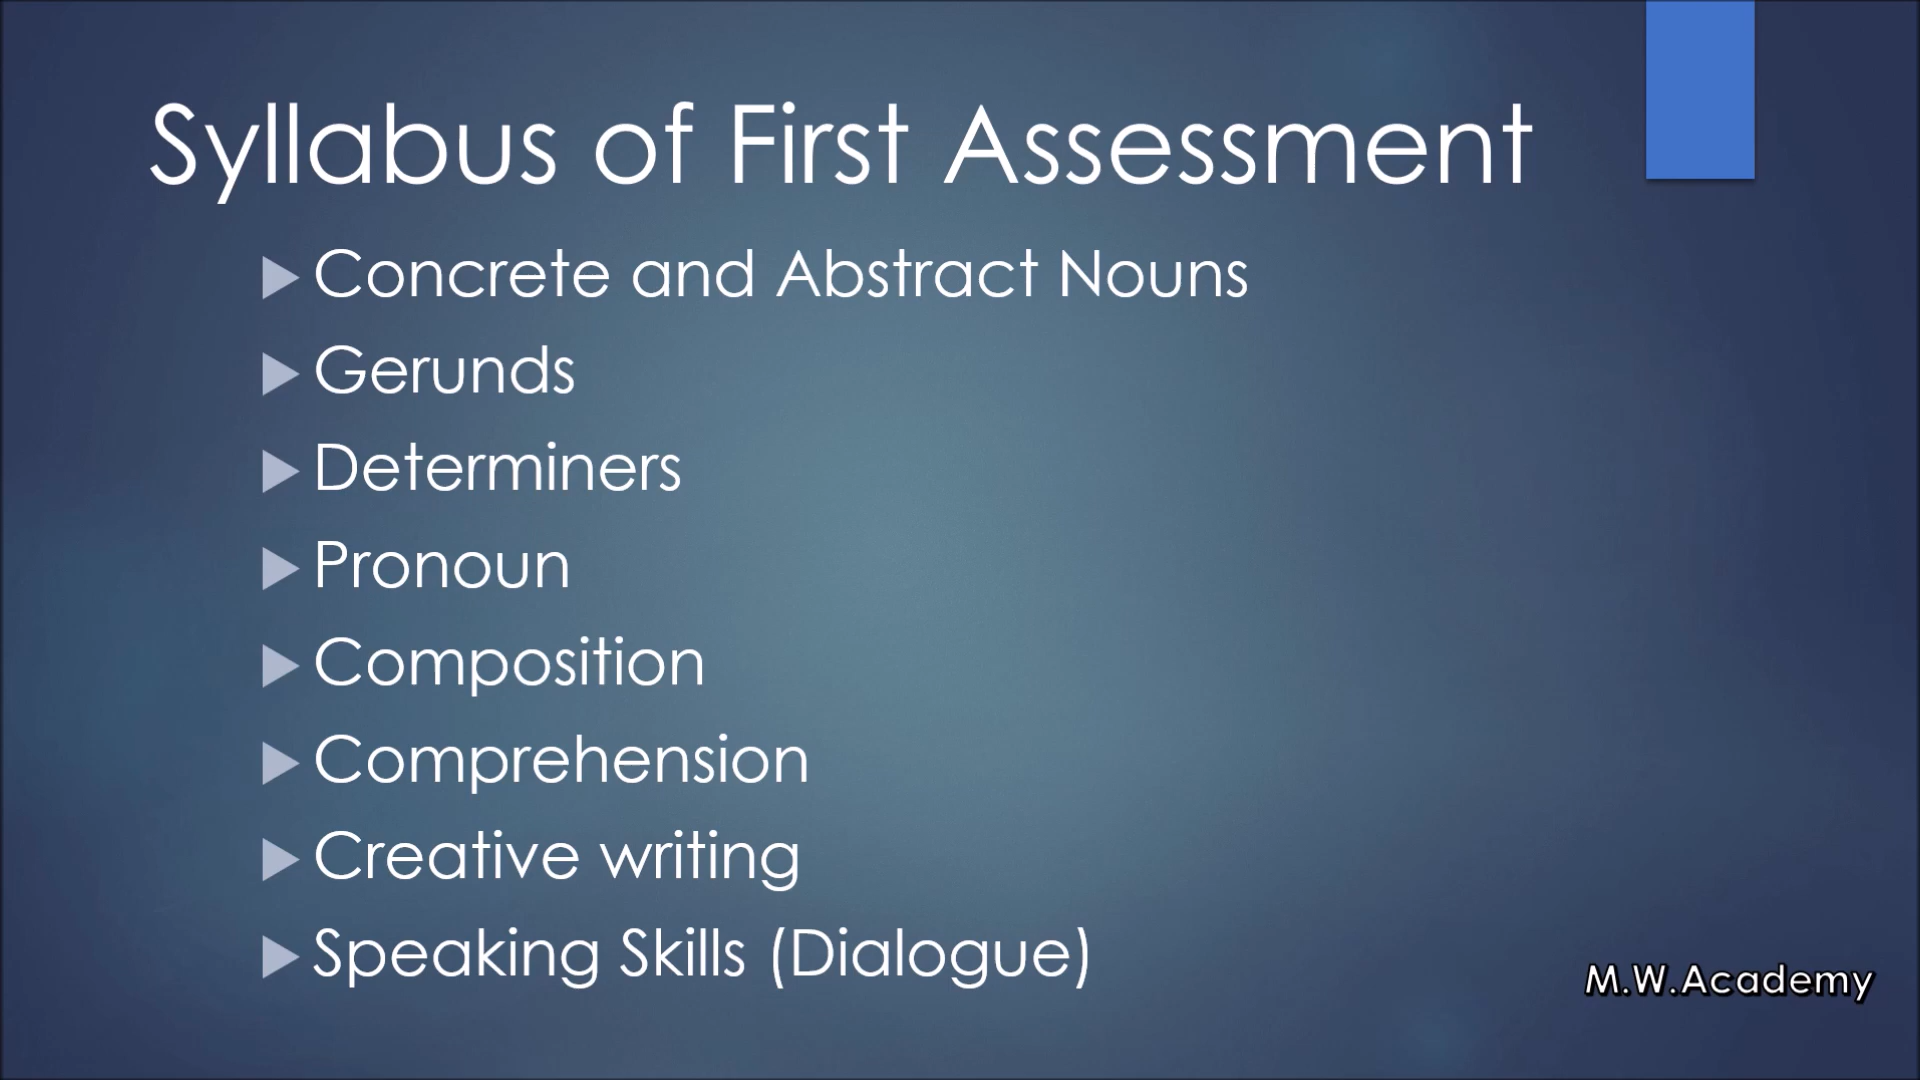 Syllabus of First Assessment
Concrete and Abstract Nouns
Gerunds
Determiners
Pronoun
Composition
Comprehension
Creative writing
Speaking Skills (Dialogue)
M.W.Academy